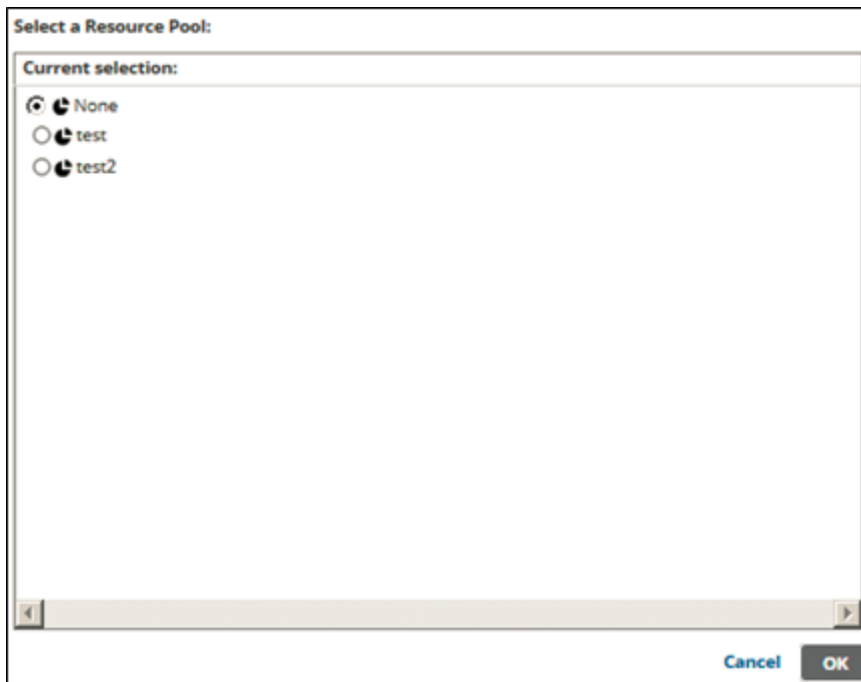 Select a Resource Pool:
Current selection:
None
test
test2
Cancel OK